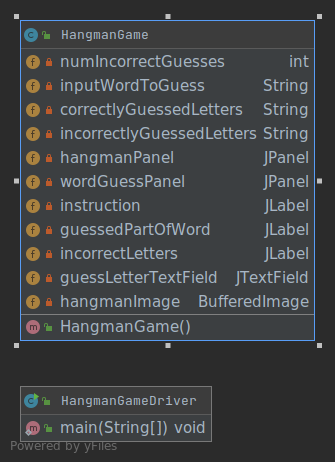 HangmanGame
numIncorrectGuesses int
inputWordToGuess String
correctlyGuessedLetters String
incorrectlyGuessedLetters String
hangmanPanel JPanel
wordGuessPanel JPanel
instruction JLabel
guessedPartOfWord JLabel
incorrectLetters JLabel
guessLetterTextField JTextField
hangmanImage BufferedImage
HangmanGame()
HangmanGameDriver
main(String[]) void
Powered by yFiles